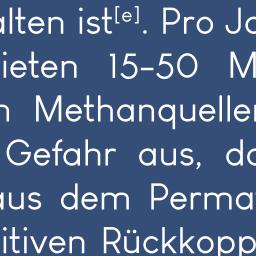 alten ist[e]. Pro Ja
ieten 15-50 M
n Methanquellen
Gefahr aus, da
aus dem Perma
itiven Rückkopp